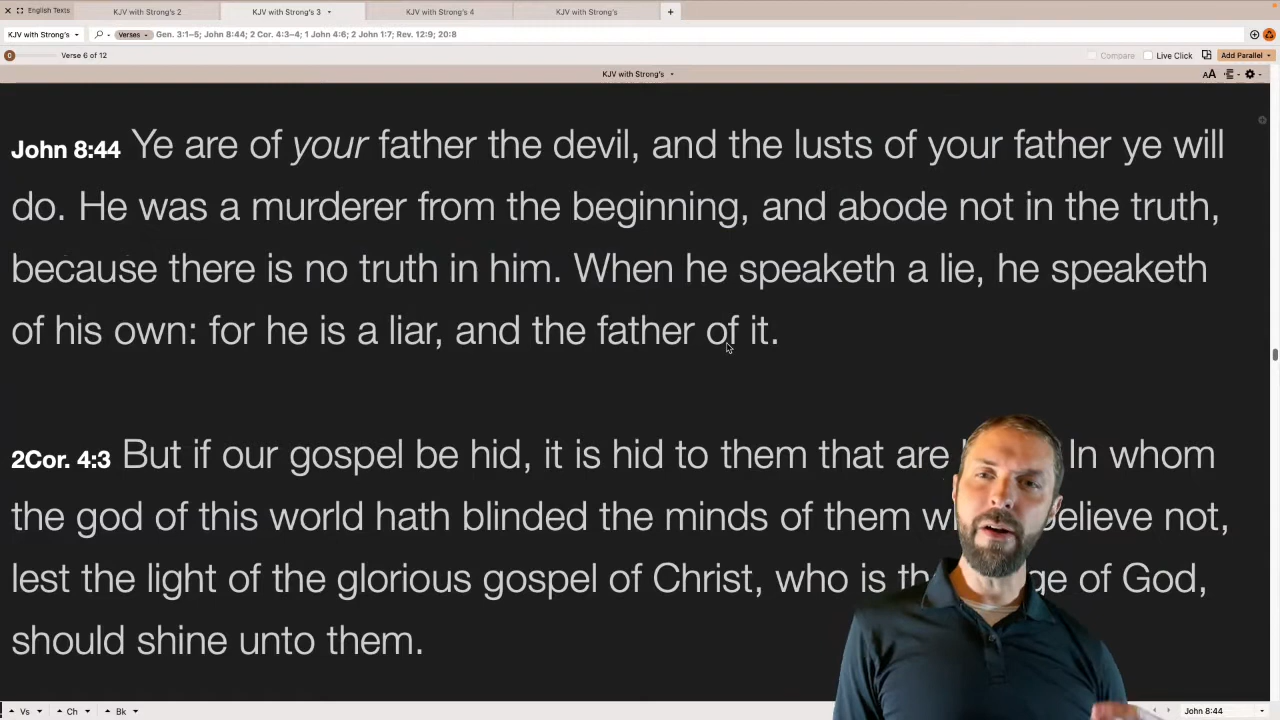 English Texts
KJV with Strong's 2
KJV with Strong's 3
KJV with Strong's 4
KJV with Strong's
KJV with Strong's
Verses
Gen. 3:1–5; John 8:44; 2 Cor. 4:3–4; 1 John 4:6; 2 John 1:7; Rev. 12:9; 20:8
0
Verse 6 of 12
Compare
Live Click
Add Parallel
KJV with Strong's
AA
John 8:44 Ye are of your father the devil, and the lusts of your father ye will
do. He was a murderer from the beginning, and abode not in the truth,
because there is no truth in him. When he speaketh a lie, he speaketh
of his own: for he is a liar, and the father of it.
2Cor. 4:3 But if our gospel be hid, it is hid to them that are In whom
the god of this world hath blinded the minds of them believe not,
lest the light of the glorious gospel of Christ, who is of God,
should shine unto them.
Vs
Ch
Bk
John 8:44